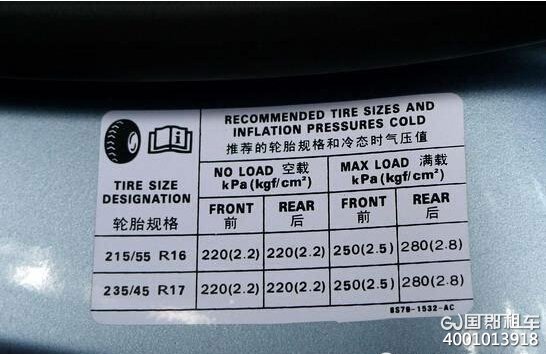 RECOMMENDED TIRE SIZES AND
INFLATION PRESSURES COLD
推荐的轮胎规格和冷态时气压值
TIRE SIZE
DESIGNATION
轮胎规格
NO LOAD 空载
kPa(kgf/cm²)
MAX LOAD 满载
kPa(kgf/cm²)
FRONT
前
REAR
后
FRONT
前
REAR
后
215/55 R16 220(2.2) 220(2.2) 250(2.5) 280(2.8)
235/45 R17 220(2.2) 220(2.2) 250(2.5) 280(2.8)
8S79-1532-AC
GJ国郡租车
4001013918